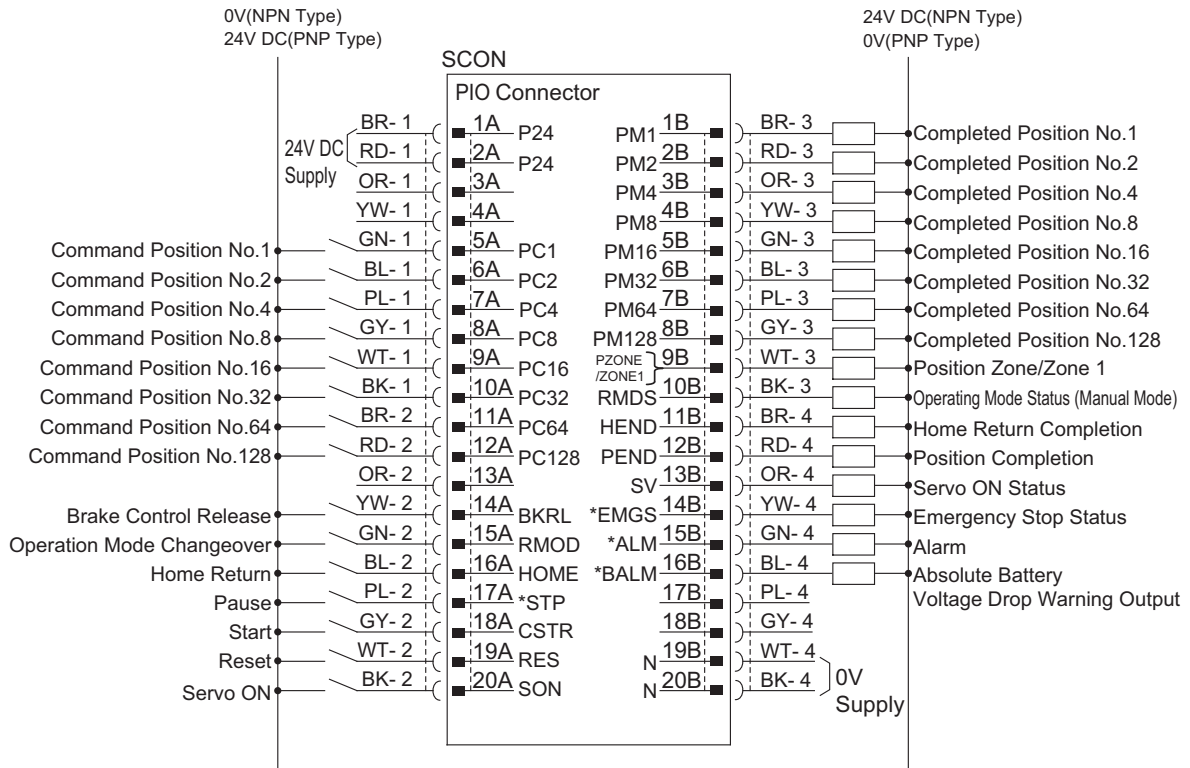 0V(NPN Type)
24V DC(PNP Type)
24V DC(NPN Type)
0V(PNP Type)
SCON
PIO Connector
24V DC
Supply
BR- 1 1A P24 PM1 1B BR- 3 Completed Position No.1
RD- 1 2A P24 PM2 2B RD- 3 Completed Position No.2
OR- 1 3A PM4 3B OR- 3 Completed Position No.4
YW- 1 4A PM8 4B YW- 3 Completed Position No.8
Command Position No.1 GN- 1 5A PC1 PM16 5B GN- 3 Completed Position No.16
Command Position No.2 BL- 1 6A PC2 PM32 6B BL- 3 Completed Position No.32
Command Position No.4 PL- 1 7A PC4 PM64 7B PL- 3 Completed Position No.64
Command Position No.8 GY- 1 8A PC8 PM128 8B GY- 3 Completed Position No.128
Command Position No.16 WT- 1 9A PC16 PZONE /ZONE1 9B WT- 3 Position Zone/Zone 1
Command Position No.32 BK- 1 10A PC32 RMDS 10B BK- 3 Operating Mode Status (Manual Mode)
Command Position No.64 BR- 2 11A PC64 HEND 11B BR- 4 Home Return Completion
Command Position No.128 RD- 2 12A PC128 PEND 12B RD- 4 Position Completion
OR- 2 13A SV 13B OR- 4 Servo ON Status
Brake Control Release YW- 2 14A BKRL *EMGS 14B YW- 4 Emergency Stop Status
Operation Mode Changeover GN- 2 15A RMOD *ALM 15B GN- 4 Alarm
Home Return BL- 2 16A HOME *BALM 16B BL- 4 Absolute Battery
Pause PL- 2 17A *STP 17B PL- 4 Voltage Drop Warning Output
Start GY- 2 18A CSTR 18B GY- 4
Reset WT- 2 19A RES N 19B WT- 4
Servo ON BK- 2 20A SON N 20B BK- 4
0V
Supply